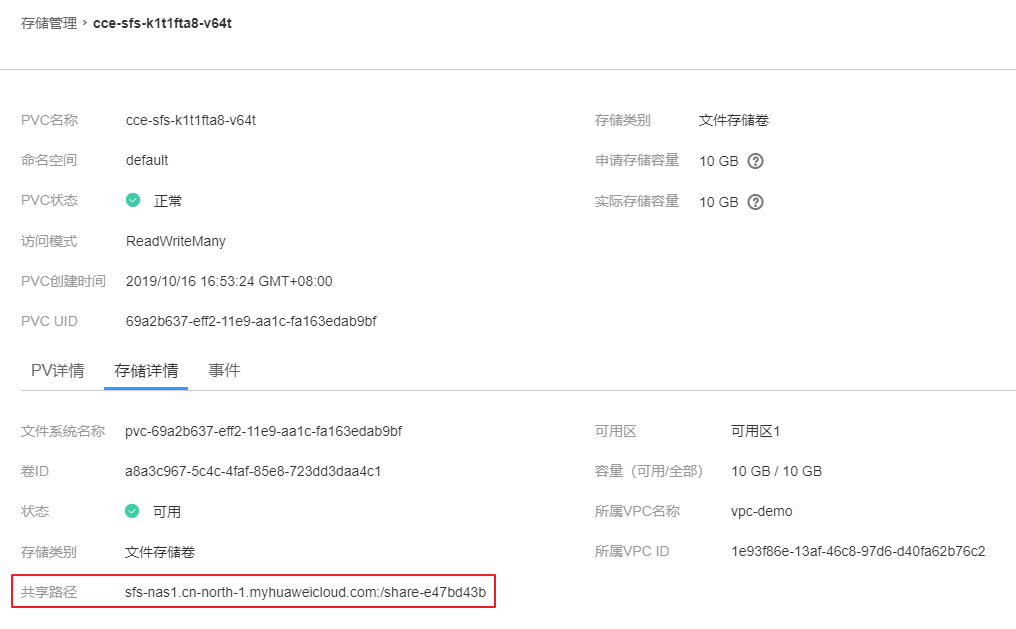 存储管理 › cce-sfs-k1t1fta8-v64t
PVC名称 cce-sfs-k1t1fta8-v64t 存储类别 文件存储卷
命名空间 default 申请存储容量 10 GB ?
PVC状态 正常 实际存储容量 10 GB ?
访问模式 ReadWriteMany
PVC创建时间 2019/10/16 16:53:24 GMT+08:00
PVC UID 69a2b637-eff2-11e9-aa1c-fa163edab9bf
PV详情 存储详情 事件
文件系统名称 pvc-69a2b637-eff2-11e9-aa1c-fa163edab9bf 可用区 可用区1
卷ID a8a3c967-5c4c-4faf-85e8-723dd3daa4c1 容量（可用/全部） 10 GB / 10 GB
状态 可用 所属VPC名称 vpc-demo
存储类别 文件存储卷 所属VPC ID 1e93f86e-13af-46c8-97d6-d40fa62b76c2
共享路径 sfs-nas1.cn-north-1.myhuaweicloud.com:/share-e47bd43b